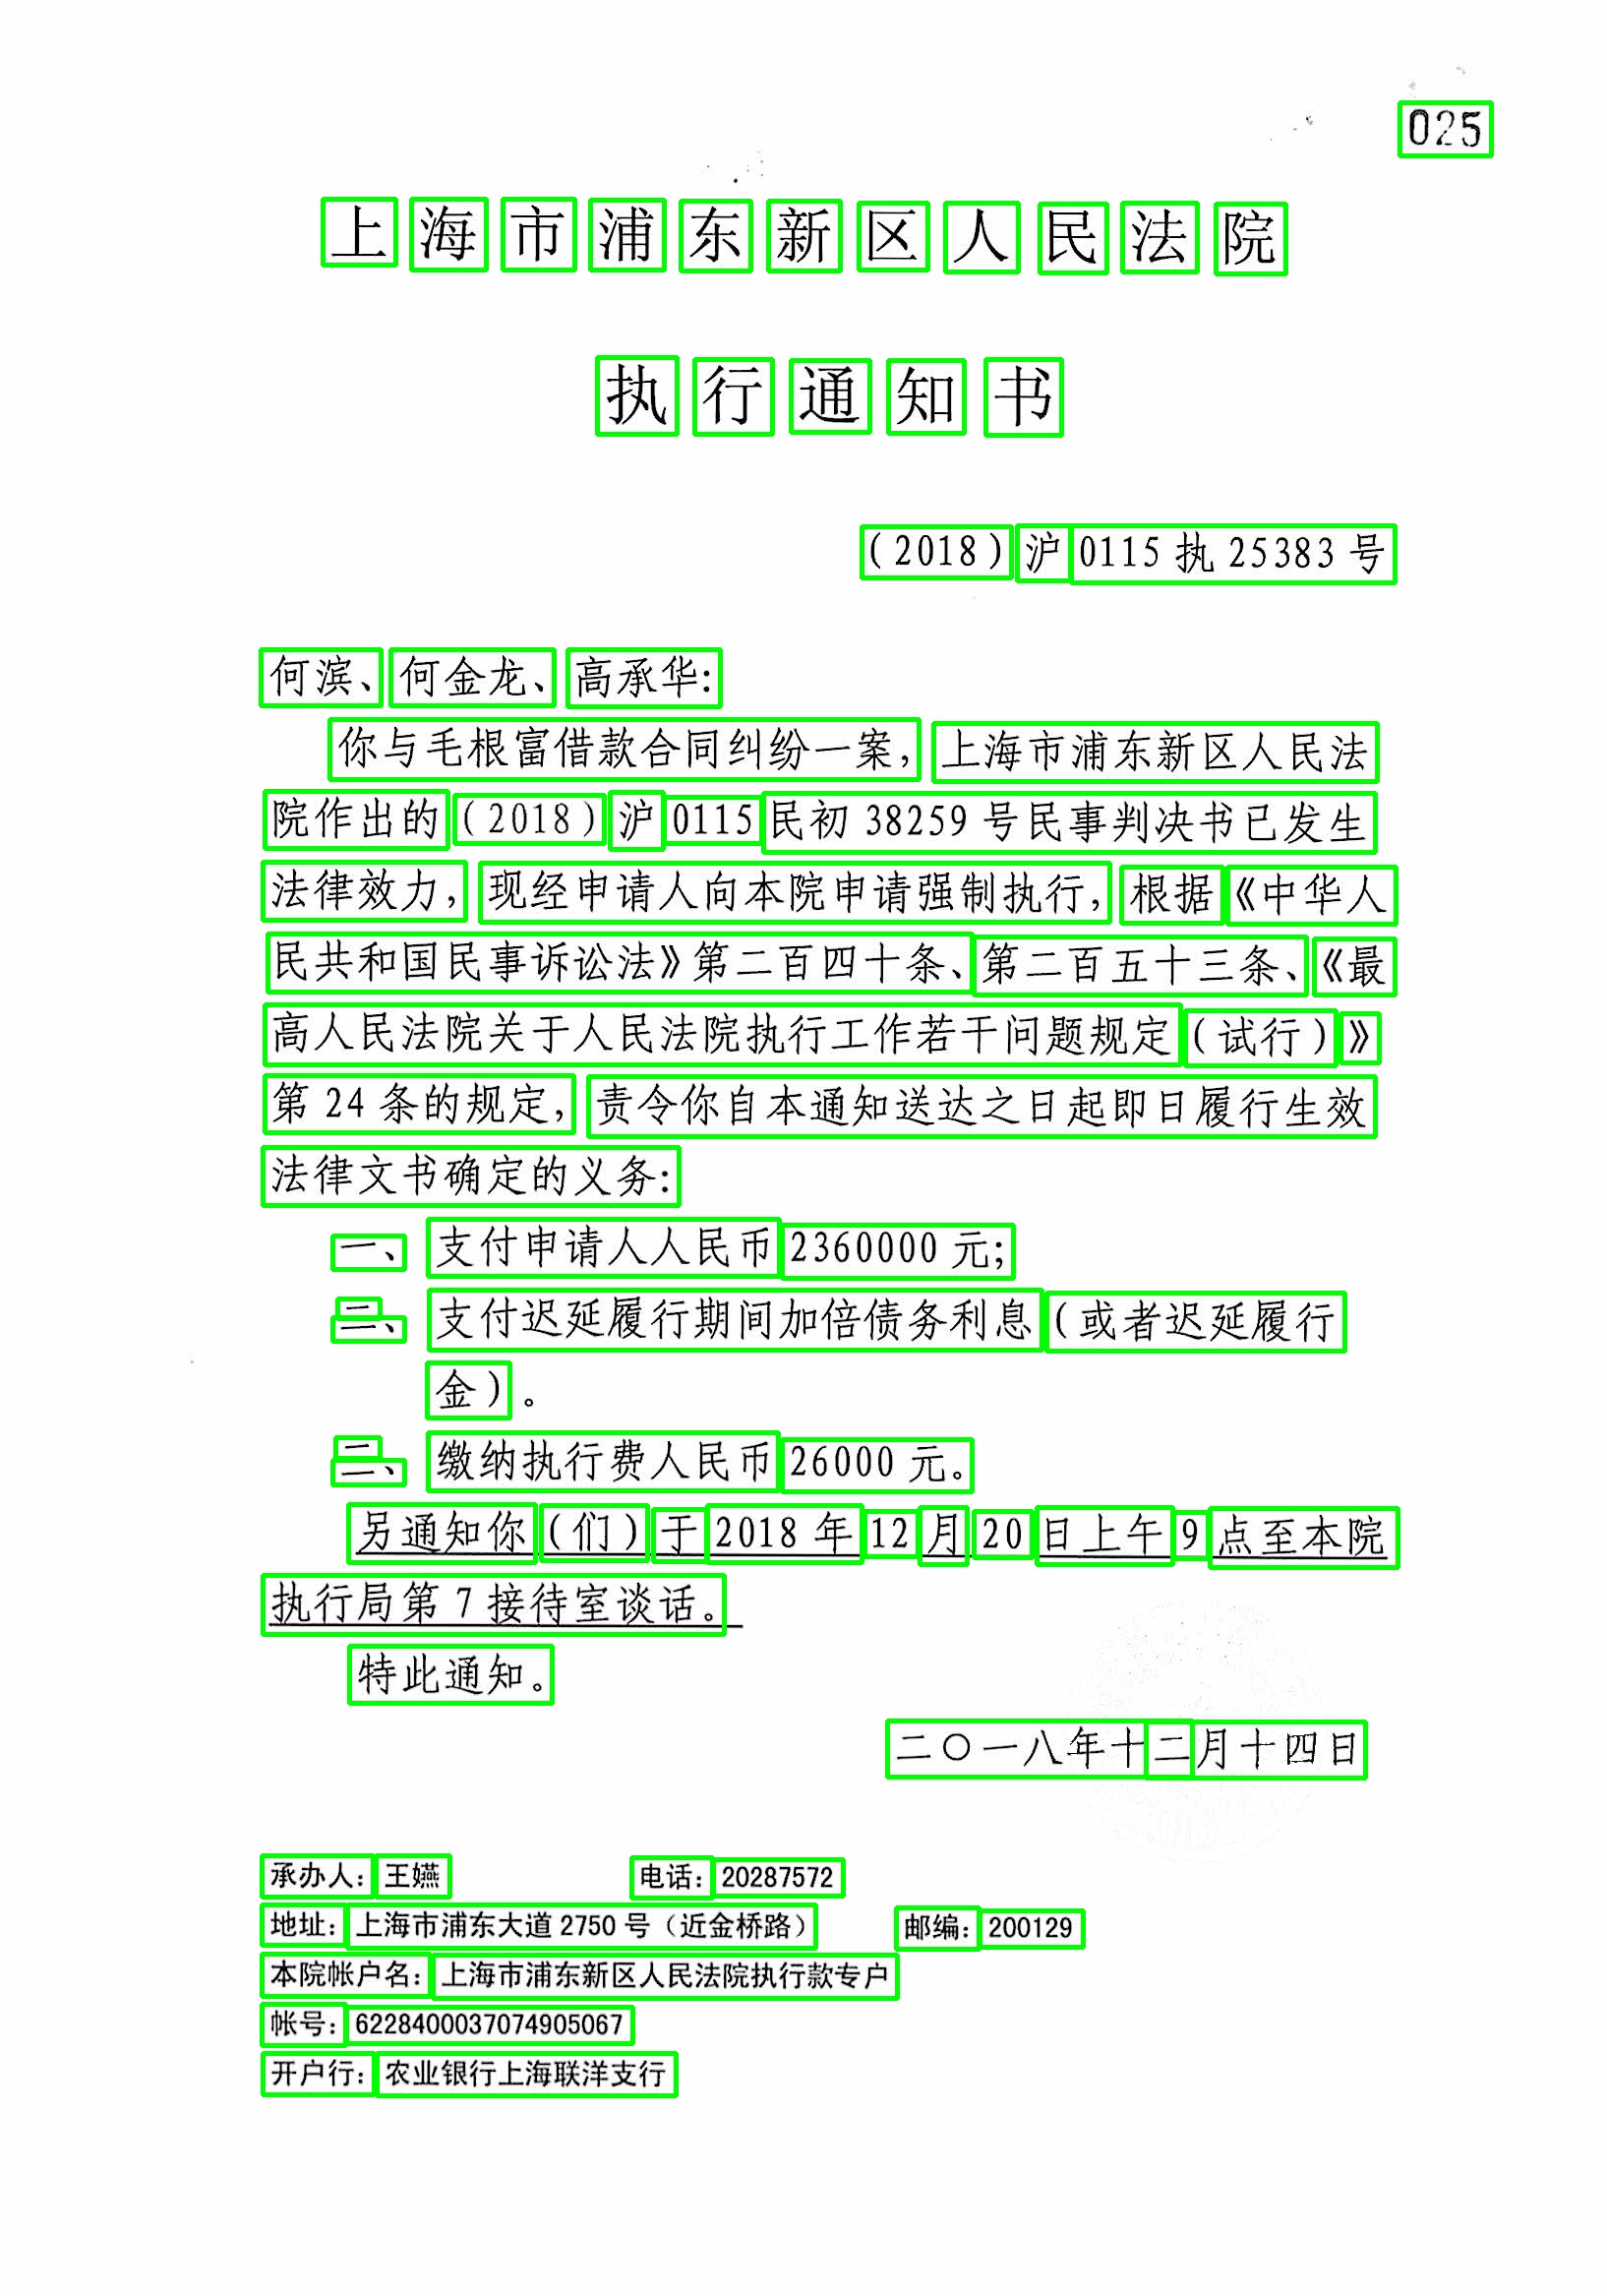 025
上海市浦东新区人民法院
执行通知书
(2018)沪0115执25383号
何滨、何金龙、高承华:
你与毛根富借款合同纠纷一案,上海市浦东新区人民法
院作出的(2018)沪0115民初38259号民事判决书已发生
法律效力,现经申请人向本院申请强制执行,根据《中华人
民共和国民事诉讼法》第二百四十条、第二百五十三条、《最
高人民法院关于人民法院执行工作若干问题规定(试行)》
第24条的规定,责令你自本通知送达之日起即日履行生效
法律文书确定的义务:
一、 支付申请人人民币2360000元;
二、 支付迟延履行期间加倍债务利息(或者迟延履行
金)。
三、 缴纳执行费人民币26000元。
另通知你(们)于2018年12月20日上午9点至本院
执行局第7接待室谈话。
特此通知。
二〇一八年十二月十四日
承办人:王嬿 电话:20287572
地址:上海市浦东大道2750号(近金桥路) 邮编:200129
本院帐户名:上海市浦东新区人民法院执行款专户
帐号:6228400037074905067
开户行:农业银行上海联洋支行